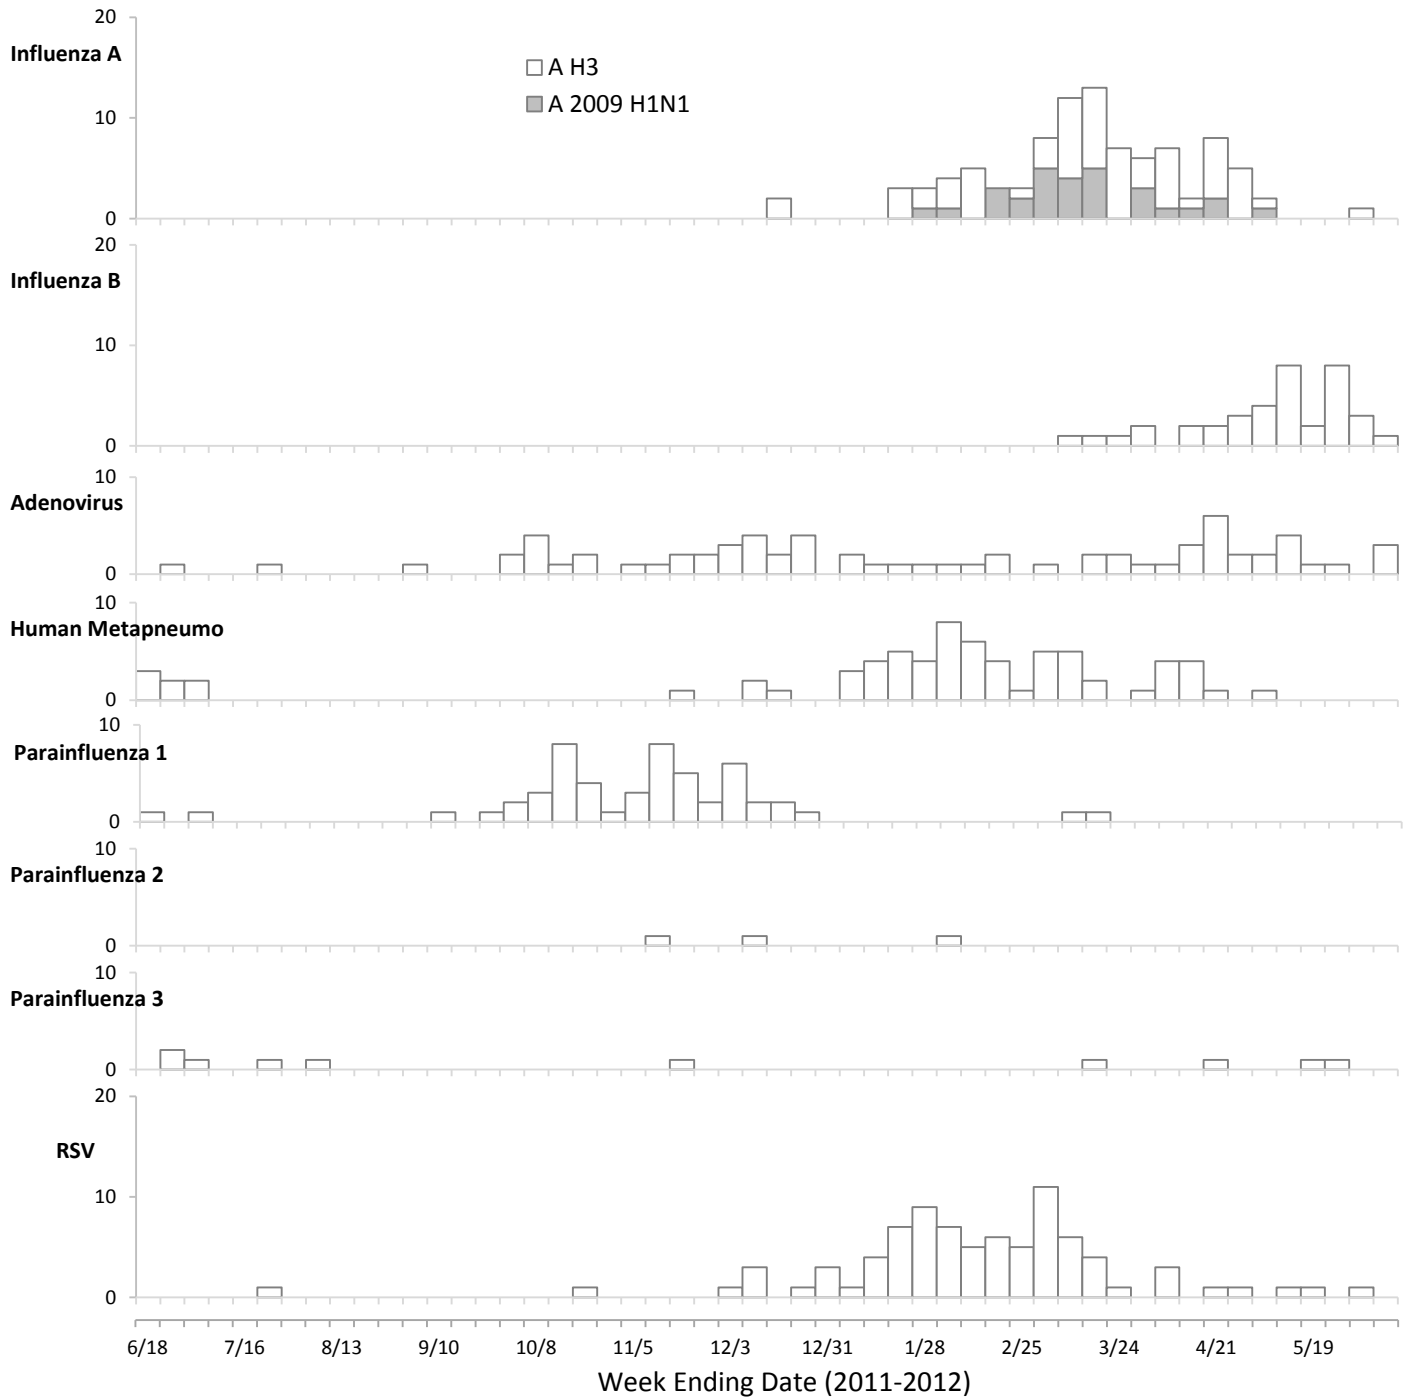 20
Influenza A
A H3
A 2009 H1N1
10
0
20
Influenza B
10
0
10
Adenovirus
0
10
Human Metapneumo
0
10
Parainfluenza 1
0
10
Parainfluenza 2
0
10
Parainfluenza 3
0
20
RSV
10
0
6/18 7/16 8/13 9/10 10/8 11/5 12/3 12/31 1/28 2/25 3/24 4/21 5/19
Week Ending Date (2011-2012)